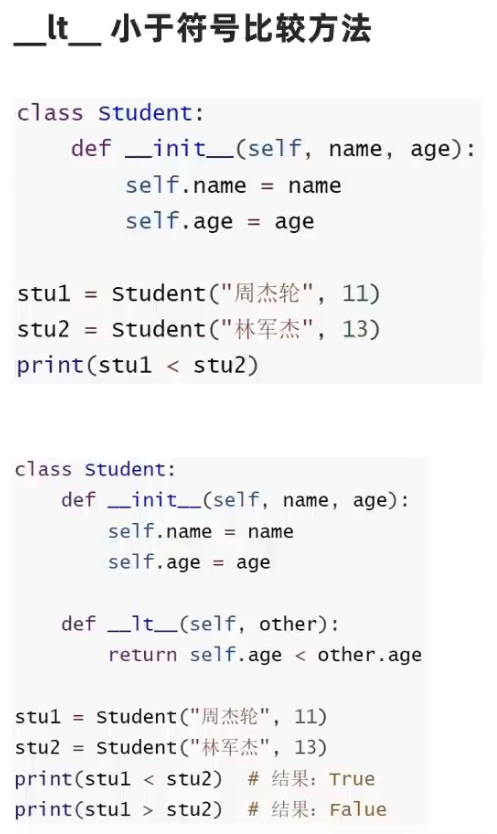 __lt__ 小于符号比较方法
class Student:
    def __init__(self, name, age):
        self.name = name
        self.age = age
stu1 = Student("周杰轮", 11)
stu2 = Student("林军杰", 13)
print(stu1 < stu2)
class Student:
    def __init__(self, name, age):
        self.name = name
        self.age = age
    def __lt__(self, other):
        return self.age < other.age
stu1 = Student("周杰轮", 11)
stu2 = Student("林军杰", 13)
print(stu1 < stu2)  # 结果：True
print(stu1 > stu2)  # 结果：Falue